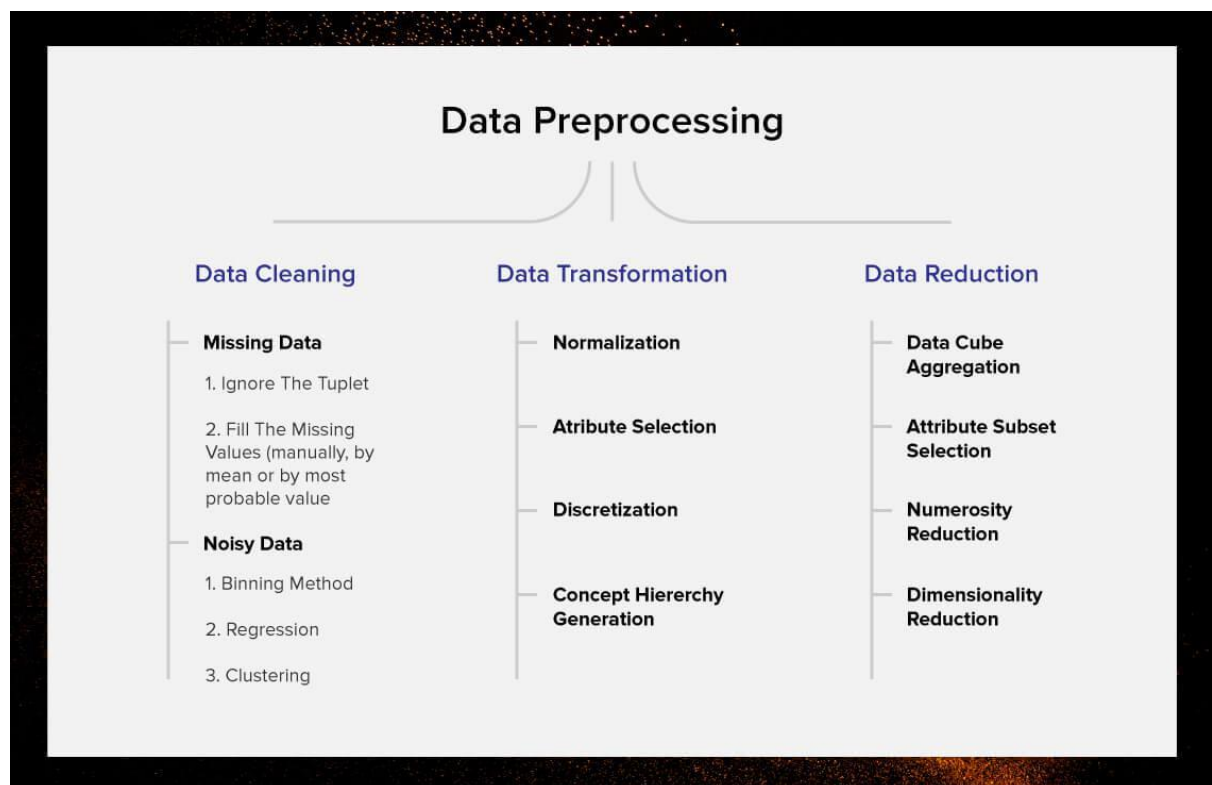 Data Preprocessing
Data Cleaning
Missing Data
1. Ignore The Tuplet
2. Fill The Missing
Values (manually, by
mean or by most
probable value
Noisy Data
1. Binning Method
2. Regression
3. Clustering
Data Transformation
Normalization
Atribute Selection
Discretization
Concept Hiererchy
Generation
Data Reduction
Data Cube
Aggregation
Attribute Subset
Selection
Numerosity
Reduction
Dimensionality
Reduction